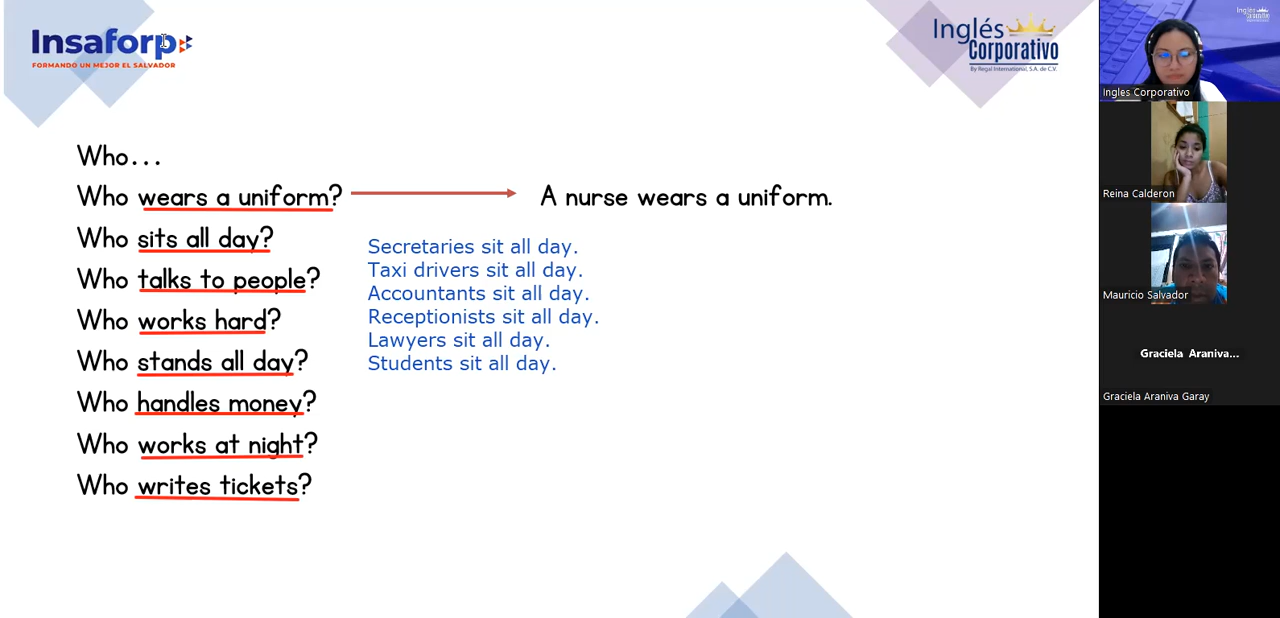 Insaforp
FORMANDO UN MEJOR EL SALVADOR
Inglés
Corporativo
By Regal International, S.A. de C.V.
Who...
Who wears a uniform?
A nurse wears a uniform.
Who sits all day?
Who talks to people?
Who works hard?
Who stands all day?
Who handles money?
Who works at night?
Who writes tickets?
Secretaries sit all day.
Taxi drivers sit all day.
Accountants sit all day.
Receptionists sit all day.
Lawyers sit all day.
Students sit all day.
Inglés
Ingles Corporativo
Reina Calderon
Mauricio Salvador
Graciela Araniva...
Graciela Araniva Garay